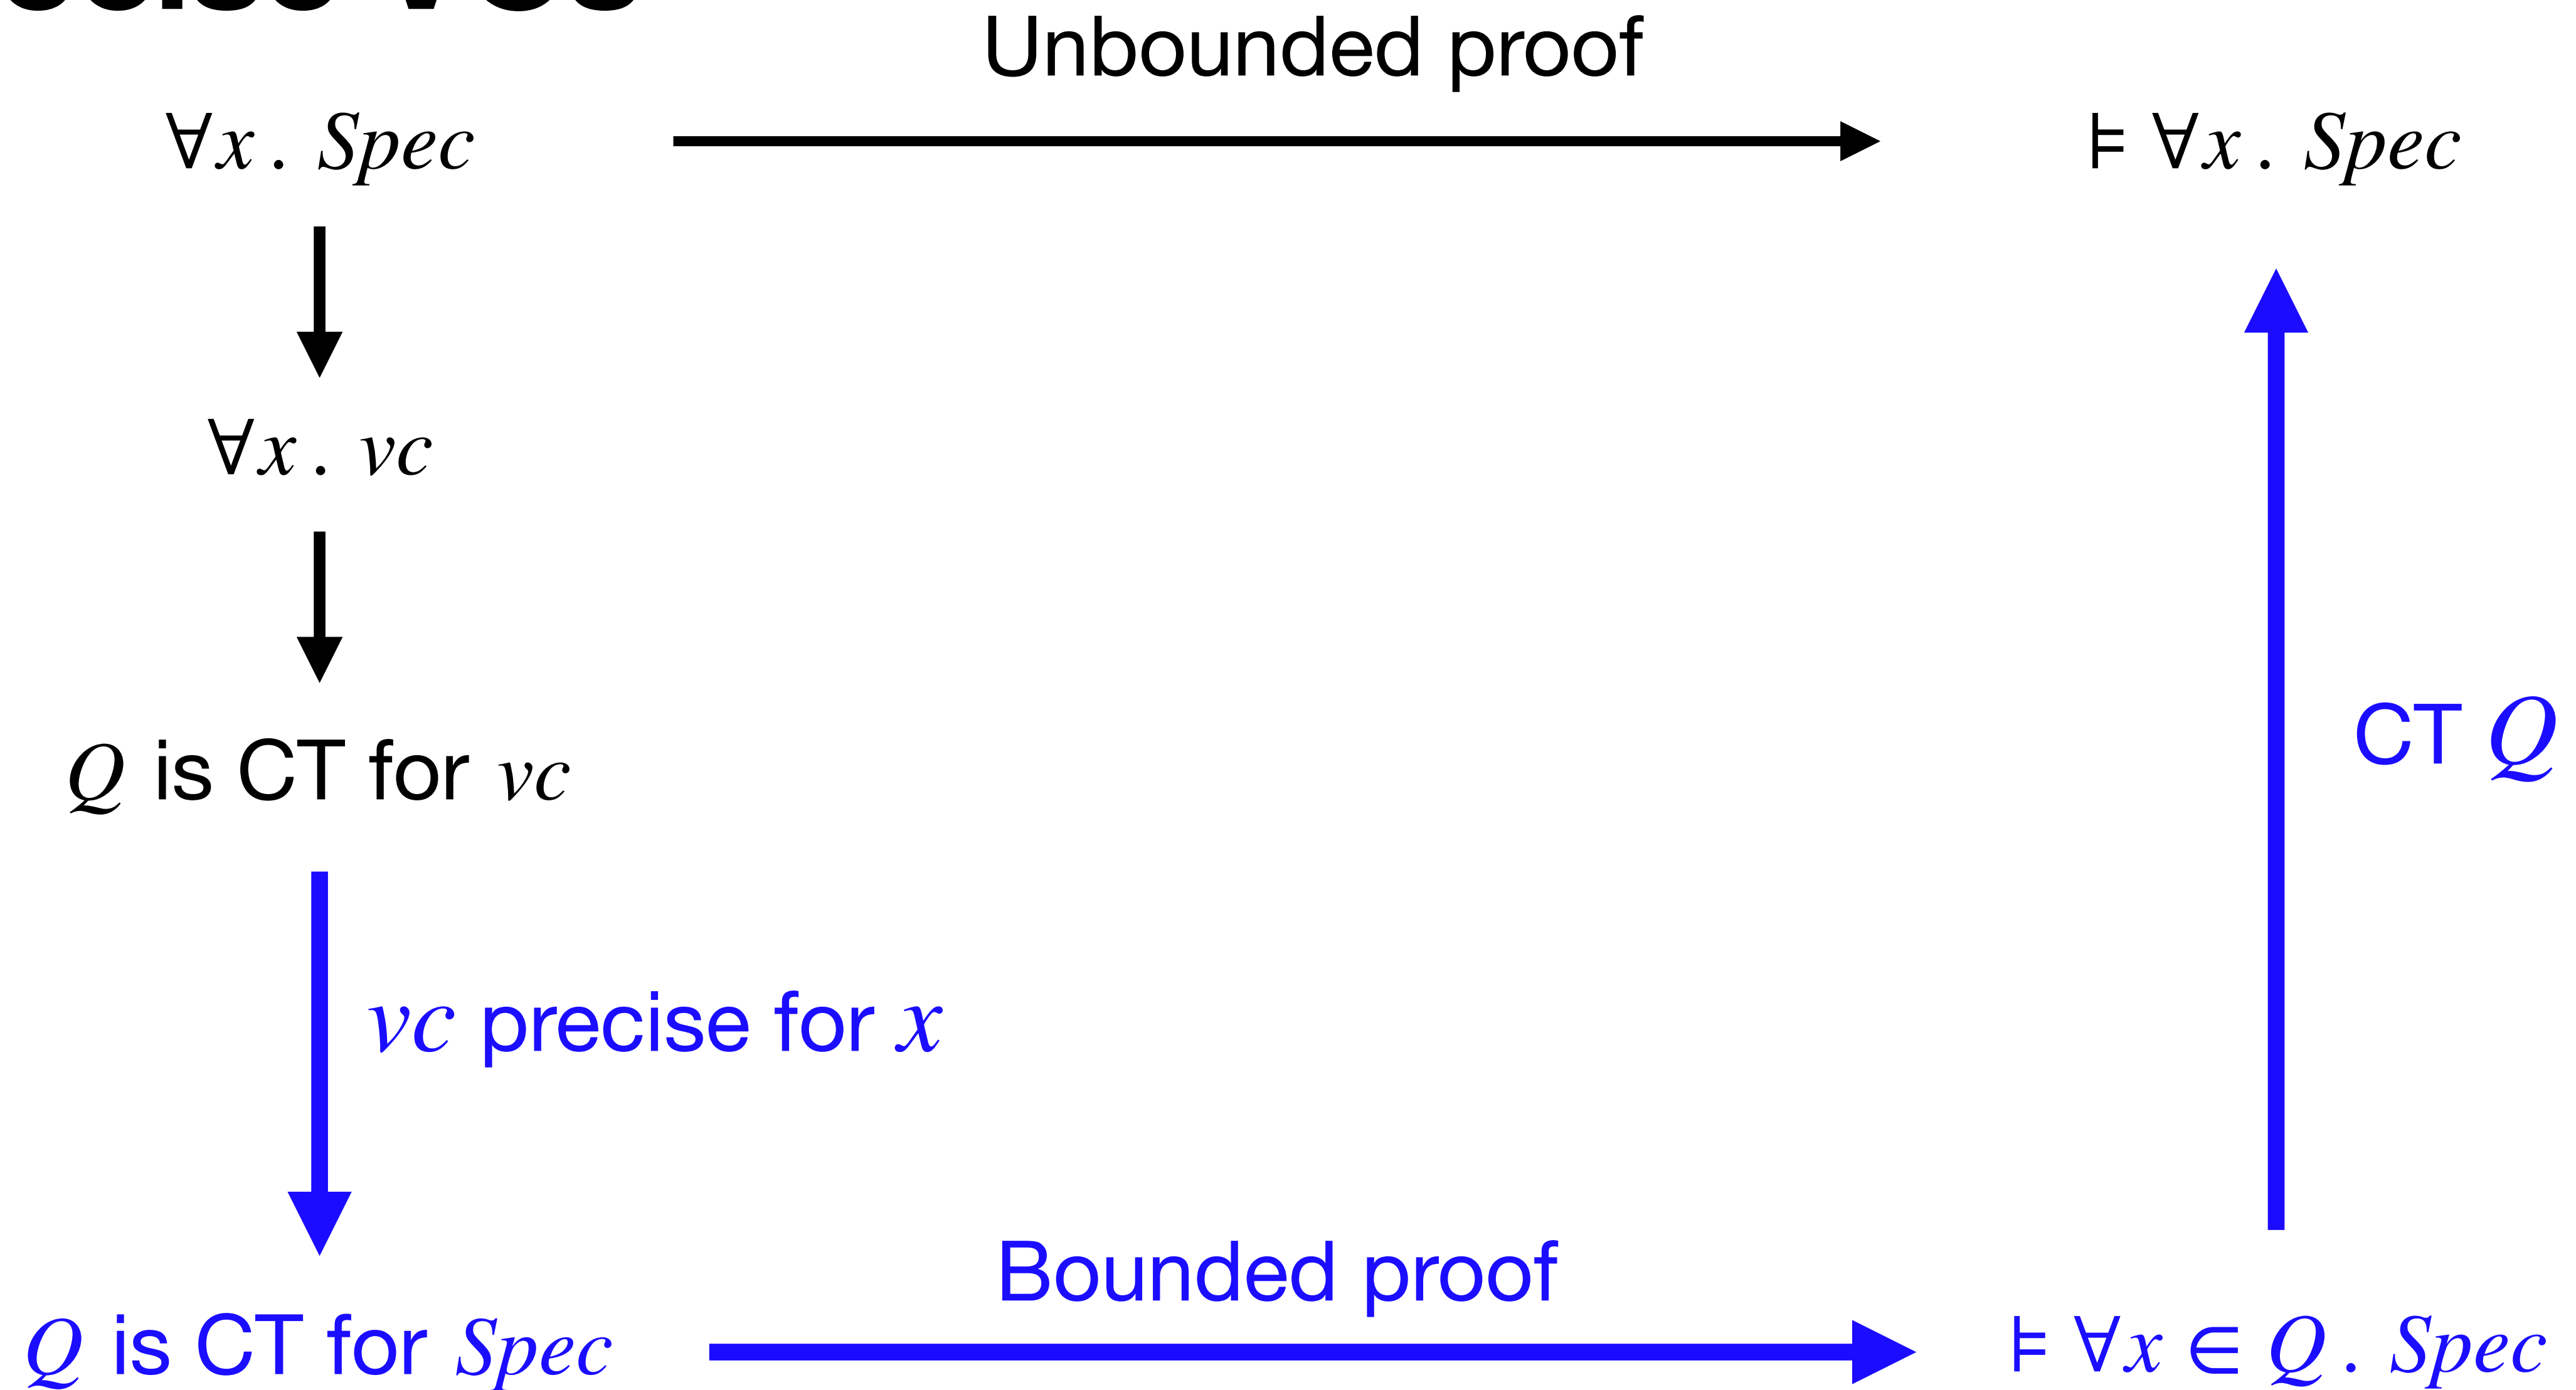 Unbounded proof
∀x . Spec
⊨ ∀x . Spec
∀x . vc
Q is CT for vc
CT Q
vc precise for x
Bounded proof
Q is CT for Spec
⊨ ∀x ∈ Q . Spec